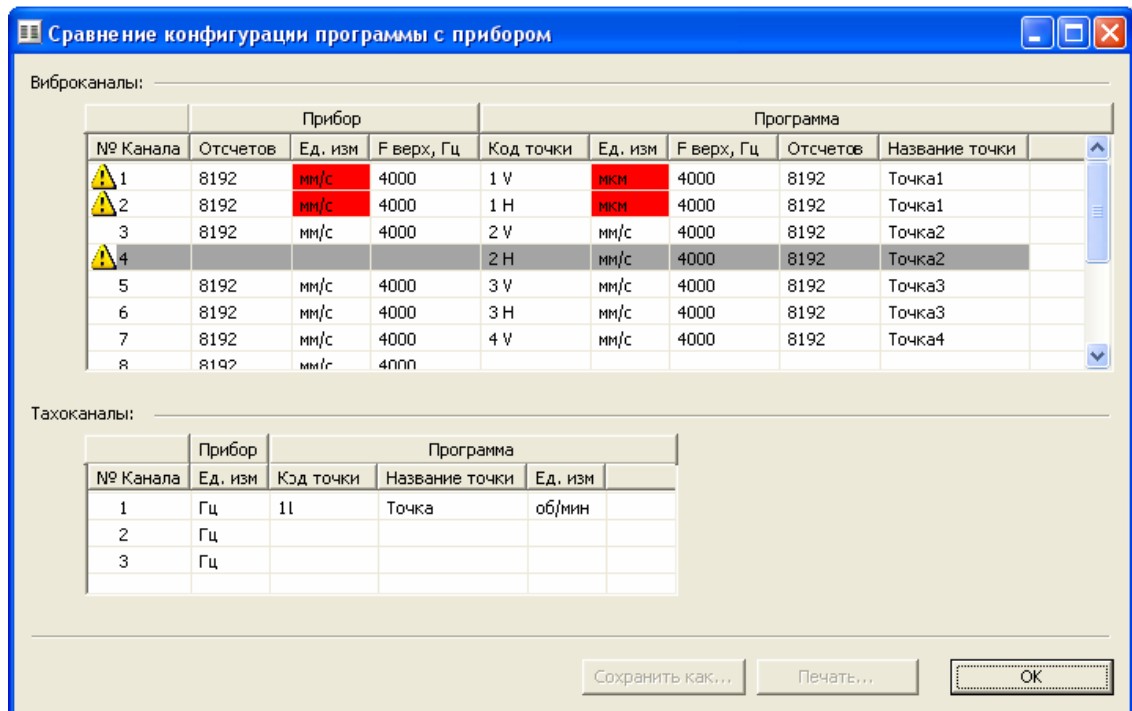 Сравнение конфигурации программы с прибором
Виброканалы:
Прибор Программа
№ Канала Отсчетов Ед. изм F верх, Гц Код точки Ед. изм F верх, Гц Отсчетов Название точки
1 8192 мм/с 4000 1 V мкм 4000 8192 Точка1
2 8192 мм/с 4000 1 H мкм 4000 8192 Точка1
3 8192 мм/с 4000 2 V мм/с 4000 8192 Точка2
4 2 H мм/с 4000 8192 Точка2
5 8192 мм/с 4000 3 V мм/с 4000 8192 Точка3
6 8192 мм/с 4000 3 H мм/с 4000 8192 Точка3
7 8192 мм/с 4000 4 V мм/с 4000 8192 Точка4
8 8192 мм/с 4000
Тахоканалы:
Прибор Программа
№ Канала Ед. изм Код точки Название точки Ед. изм
1 Гц 1l Точка об/мин
2 Гц
3 Гц
Сохранить как... Печать... OK